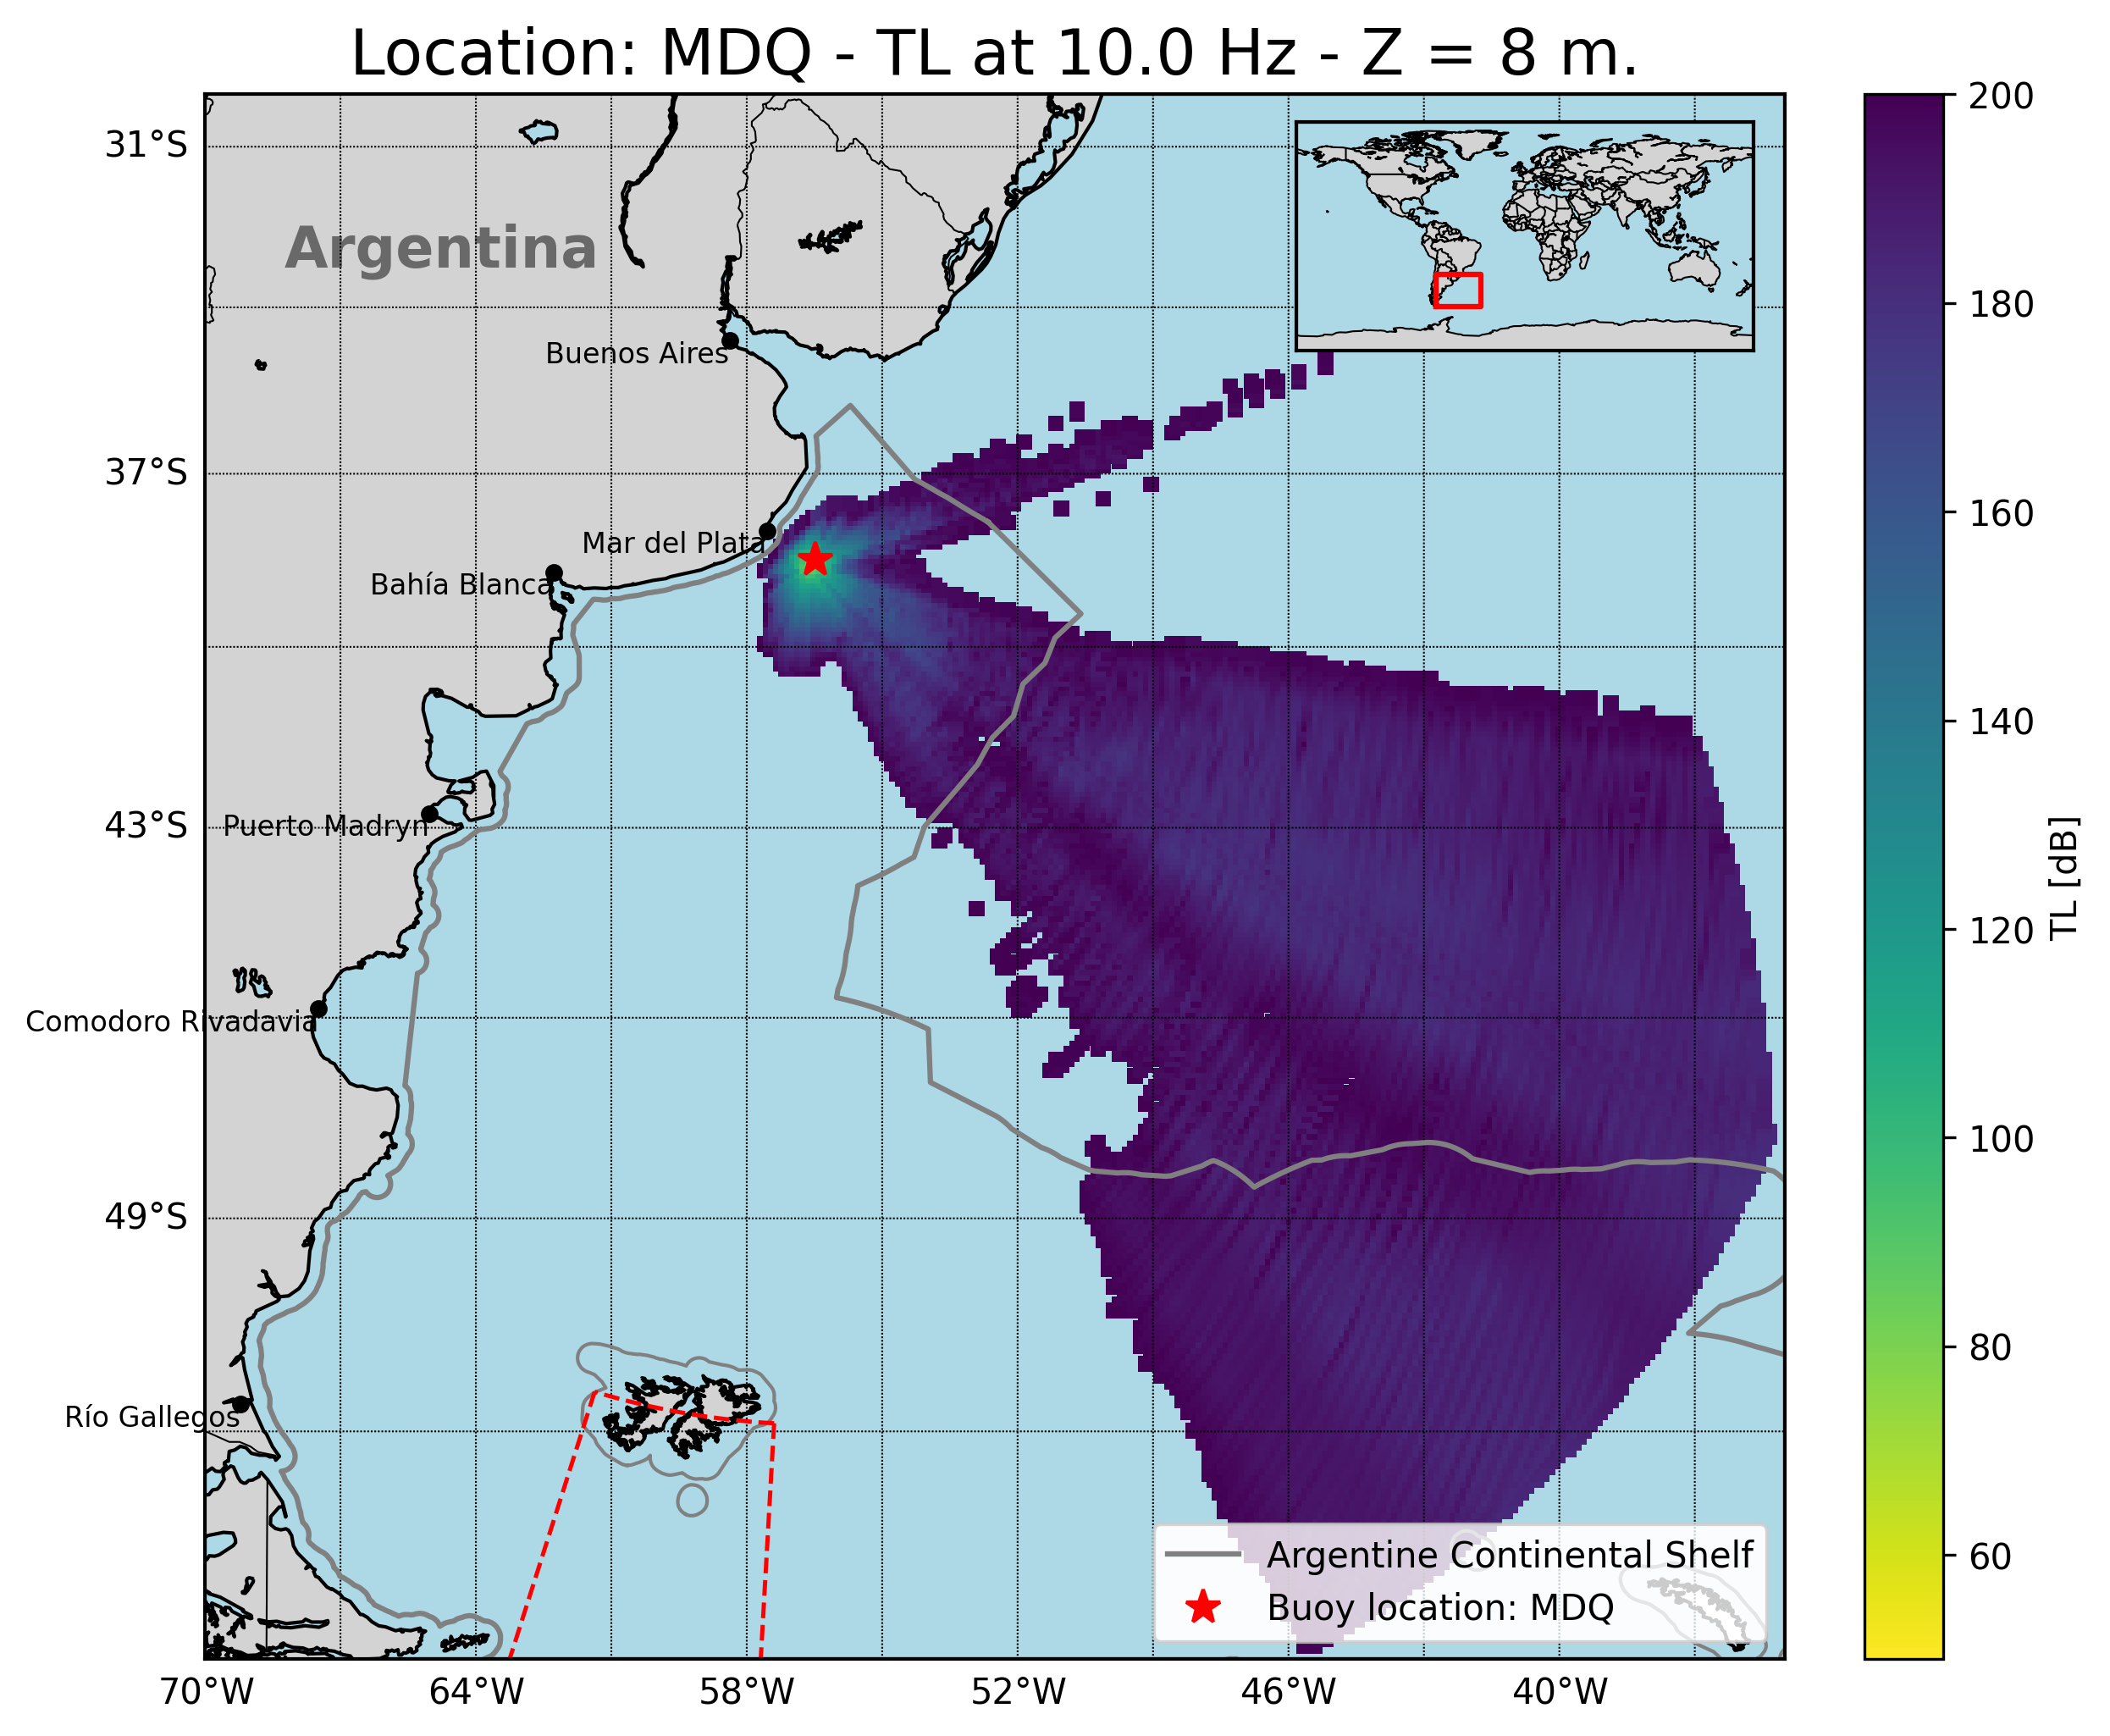 Location: MDQ - TL at 10.0 Hz - Z = 8 m.
31°S
37°S
43°S
49°S
Argentina
Buenos Aires
Mar del Plata
Bahía Blanca
Puerto Madryn
Comodoro Rivadavia
Río Gallegos
Argentine Continental Shelf
Buoy location: MDQ
70°W
64°W
58°W
52°W
46°W
40°W
200
180
160
140
120
100
80
60
TL [dB]